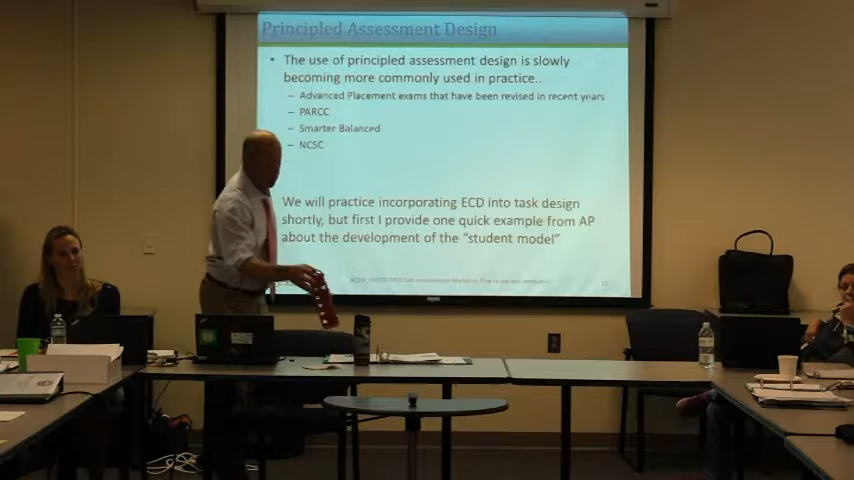 Principled Assessment Design
• The use of principled assessment design is slowly
becoming more commonly used in practice..
– Advanced Placement exams that have been revised in recent years
– PARCC
– Smarter Balanced
– NCSC
We will practice incorporating ECD into task design
shortly, but first I provide one quick example from AP
about the development of the “student model”